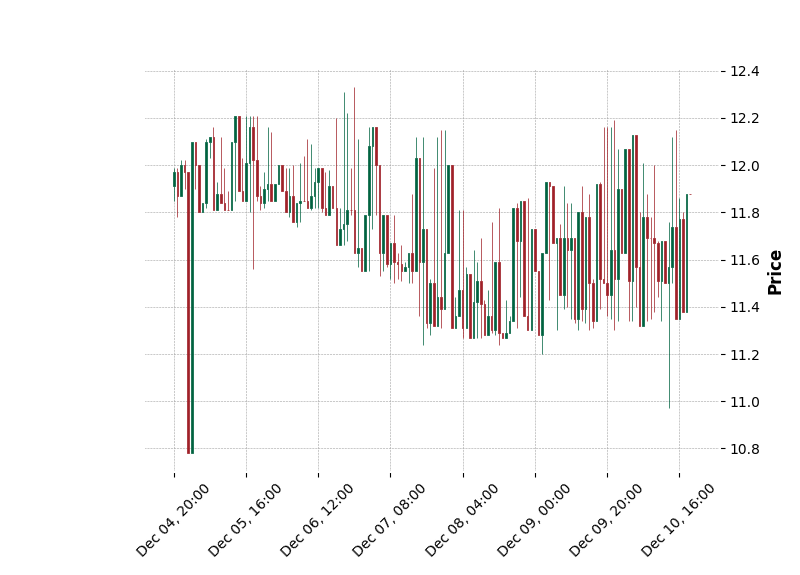 12.4
12.2
12.0
11.8
11.6
11.4
11.2
11.0
10.8
Price
Dec 04, 20:00
Dec 05, 16:00
Dec 06, 12:00
Dec 07, 08:00
Dec 08, 04:00
Dec 09, 00:00
Dec 09, 20:00
Dec 10, 16:00